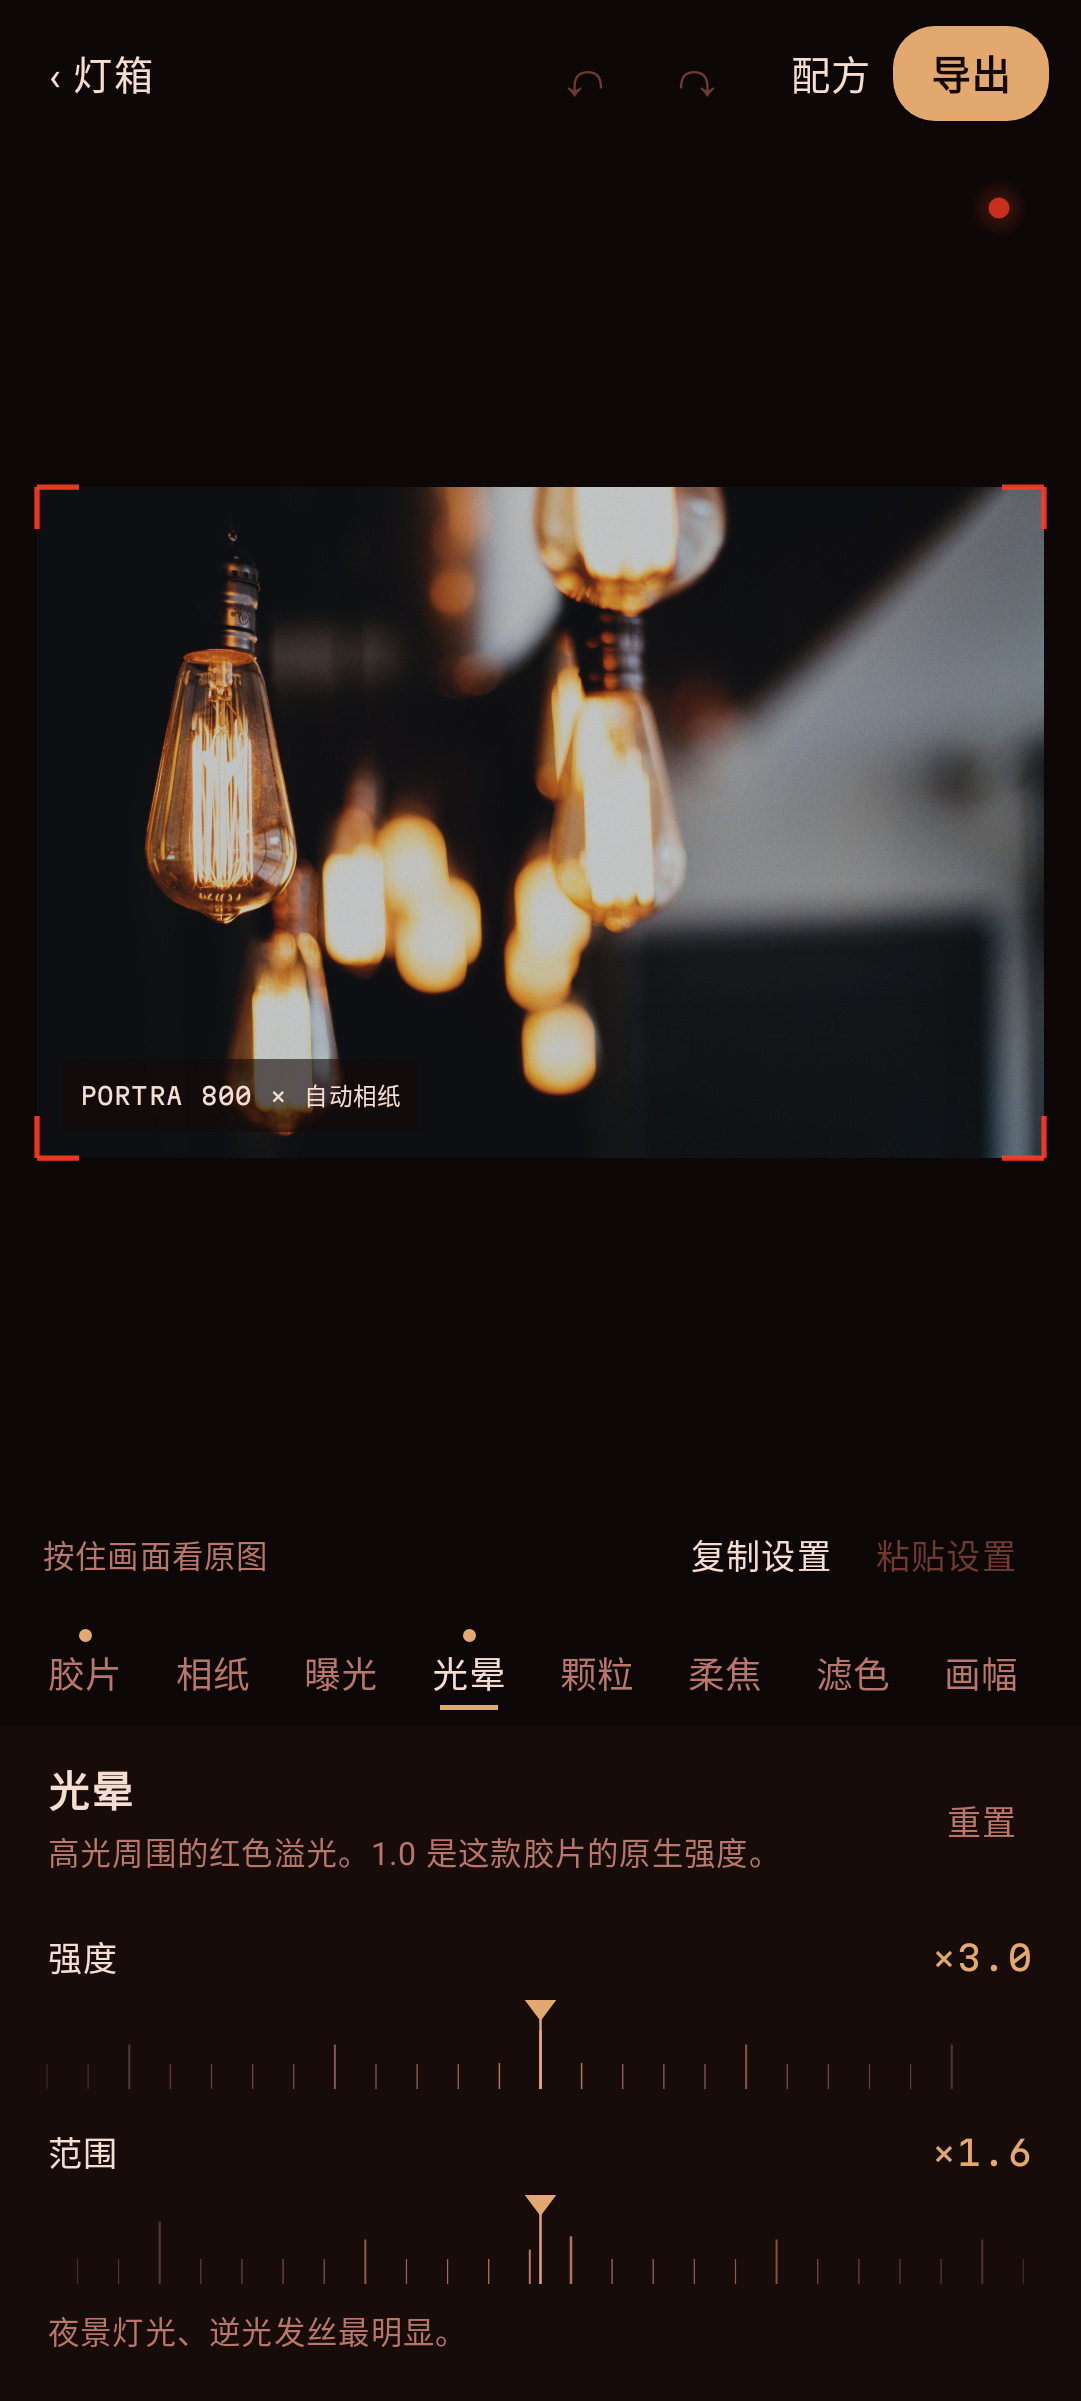 ‹ 灯箱
配方
导出
PORTRA 800 × 自动相纸
按住画面看原图
复制设置
粘贴设置
胶片 相纸 曝光 光晕 颗粒 柔焦 滤色 画幅
光晕
高光周围的红色溢光。1.0 是这款胶片的原生强度。
重置
强度
×3.0
范围
×1.6
夜景灯光、逆光发丝最明显。